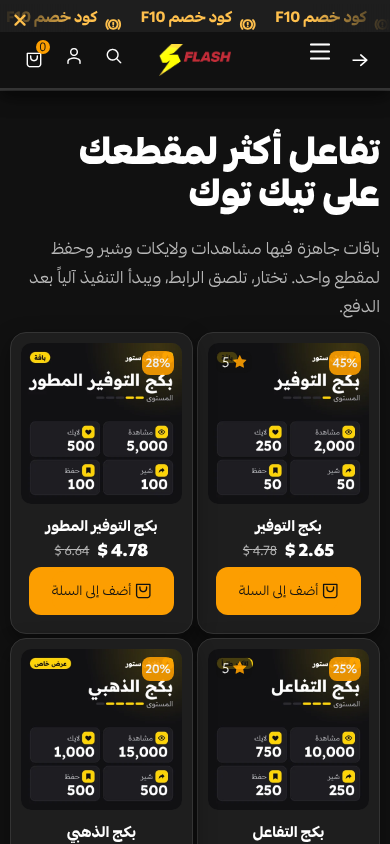 كود خصم F10
كود خصم F10
كود خصم F10
0
FLASH
تفاعل أكثر لمقطعك
على تيك توك
باقات جاهزة فيها مشاهدات ولايكات وشير وحفظ
لمقطع واحد. تختار، تلصق الرابط، ويبدأ التنفيذ آلياً بعد
الدفع.
45%
ستور
5
بكج التوفير
المستوى
مشاهدة
لايك
2,000
250
شير
حفظ
50
50
بكج التوفير
$ 2.65
$ 4.78
أضف إلى السلة
28%
ستور
باقة
بكج التوفير المطور
المستوى
مشاهدة
لايك
5,000
500
شير
حفظ
100
100
بكج التوفير المطور
$ 4.78
$ 6.64
أضف إلى السلة
25%
ستور
5
بكج التفاعل
المستوى
مشاهدة
لايك
10,000
750
شير
حفظ
250
250
بكج التفاعل
20%
ستور
عرض خاص
بكج الذهبي
المستوى
مشاهدة
لايك
15,000
1,000
شير
حفظ
500
500
بكج الذهبي